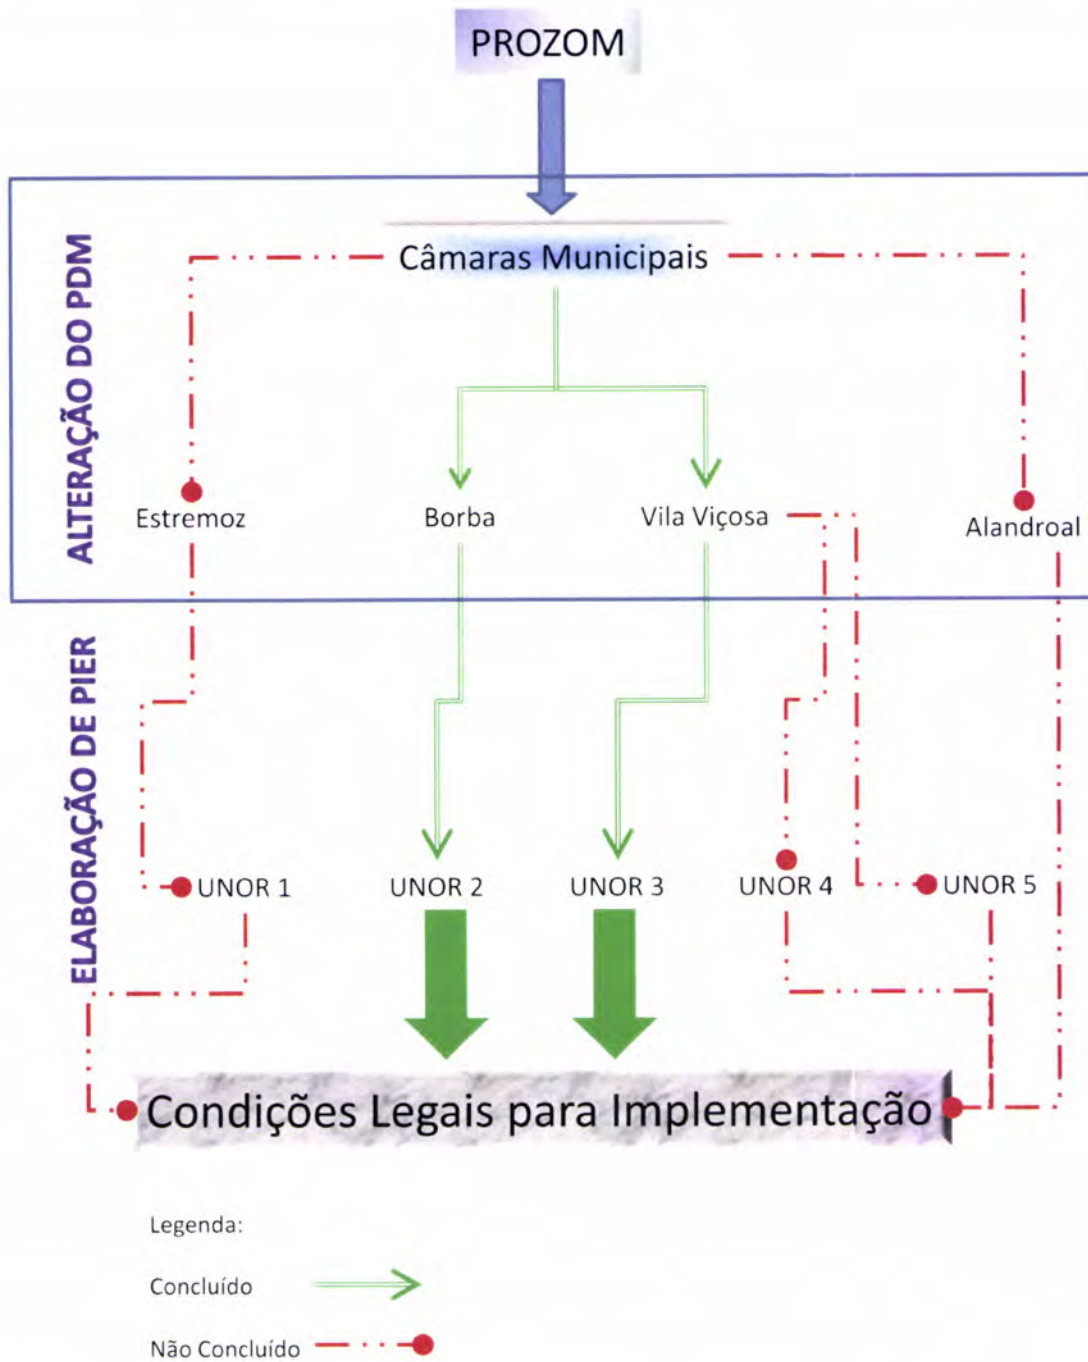 PROZOM
ALTERAÇÃO DO PDM
Câmaras Municipais
Estremoz
Borba
Vila Viçosa
Alandroal
ELABORAÇÃO DE PIER
UNOR 1
UNOR 2
UNOR 3
UNOR 4
UNOR 5
Condições Legais para Implementação
Legenda:
Concluído
Não Concluído